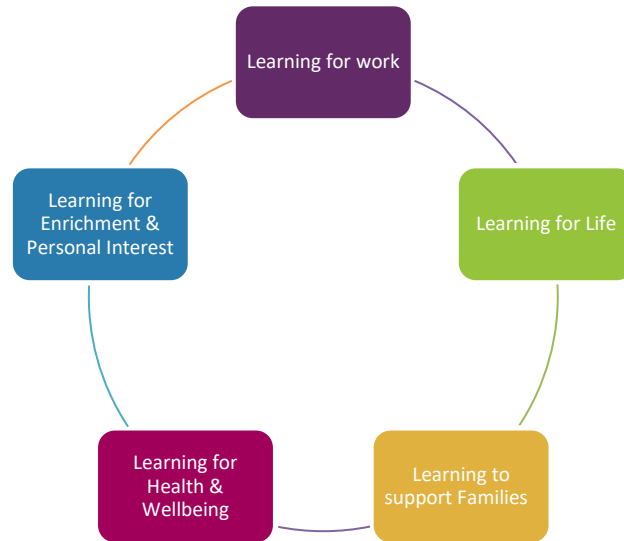 Learning for work
Learning for Life
Learning to
support Families
Learning for
Health &
Wellbeing
Learning for
Enrichment &
Personal Interest